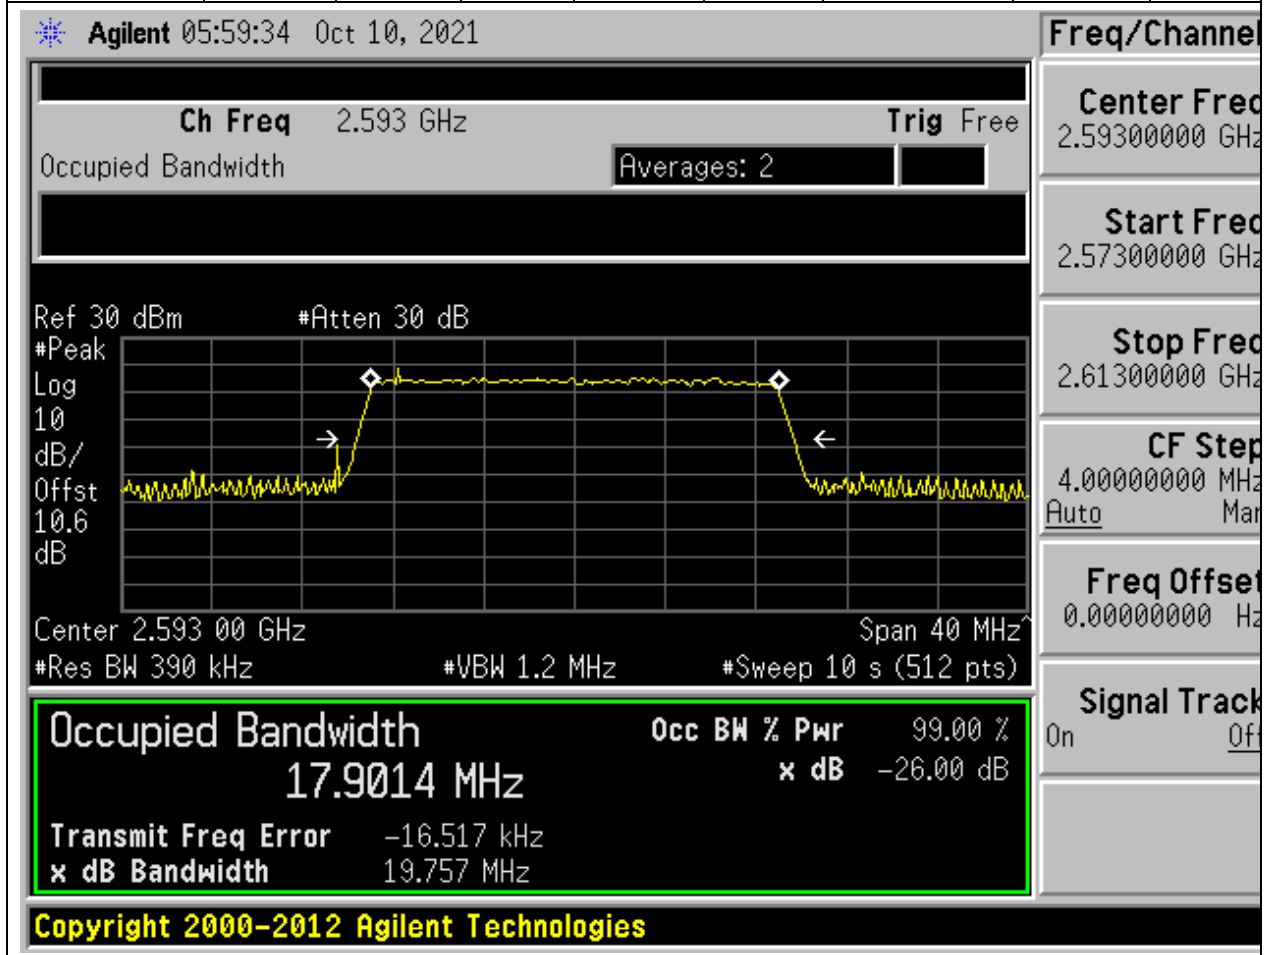 Agilent 05:59:34 Oct 10, 2021
Freq/Channel
Ch Freq 2.593 GHz Trig Free
Occupied Bandwidth Averages: 2
Center Freq
2.59300000 GHz
Start Freq
2.57300000 GHz
Stop Freq
2.61300000 GHz
CF Step
4.00000000 MHz
Auto Man
Freq Offset
0.00000000 Hz
Signal Track
On Off
Ref 30 dBm #Atten 30 dB
#Peak
Log
10
dB/
Offst
10.6
dB
Center 2.593 00 GHz Span 40 MHz^
#Res BW 390 kHz #VBW 1.2 MHz #Sweep 10 s (512 pts)
Occupied Bandwidth Occ BW % Pwr 99.00 %
17.9014 MHz x dB -26.00 dB
Transmit Freq Error -16.517 kHz
x dB Bandwidth 19.757 MHz
Copyright 2000-2012 Agilent Technologies